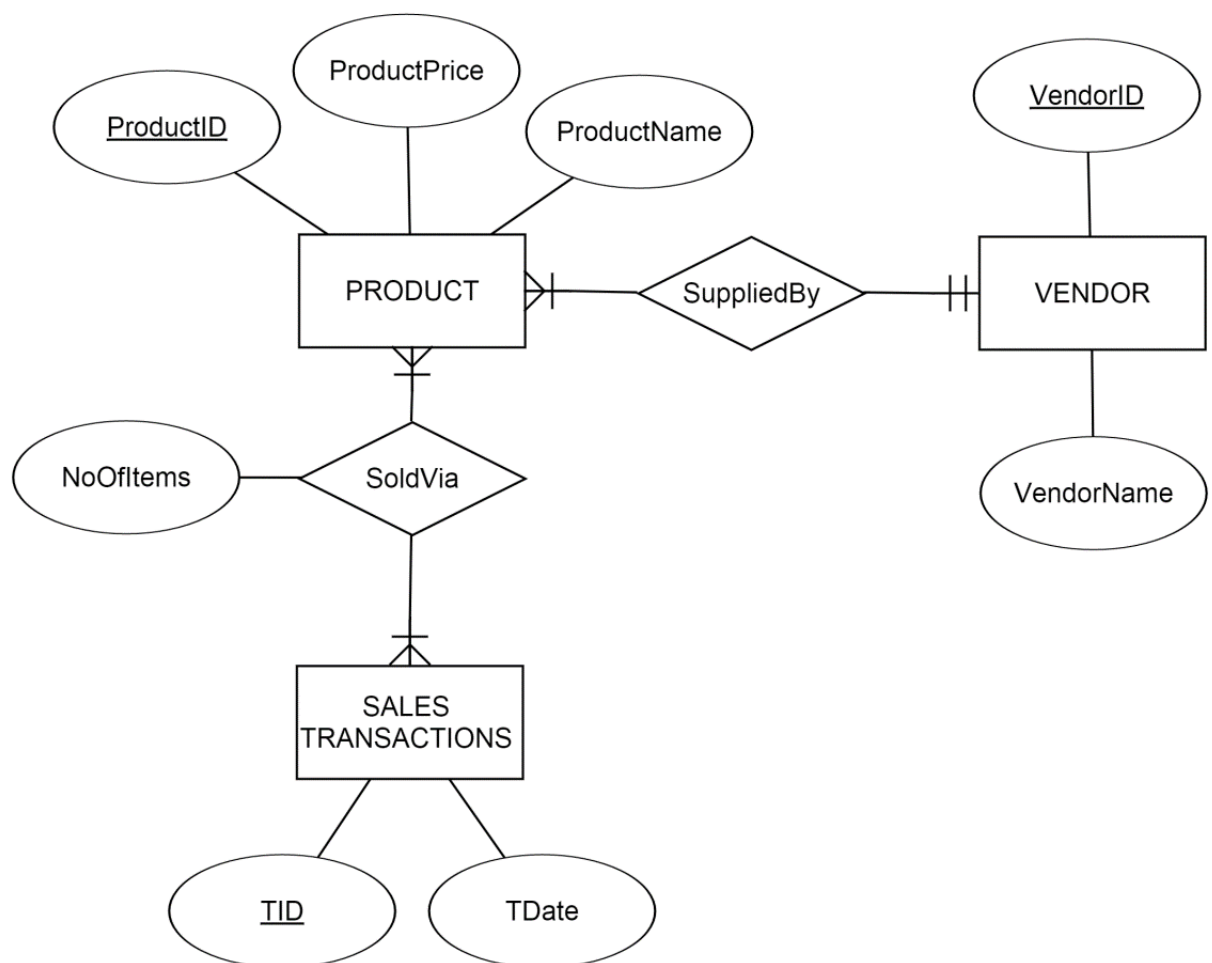 ProductPrice
ProductID
ProductName
VendorID
PRODUCT
SuppliedBy
VENDOR
NoOfItems
SoldVia
VendorName
SALES
TRANSACTIONS
TID
TDate